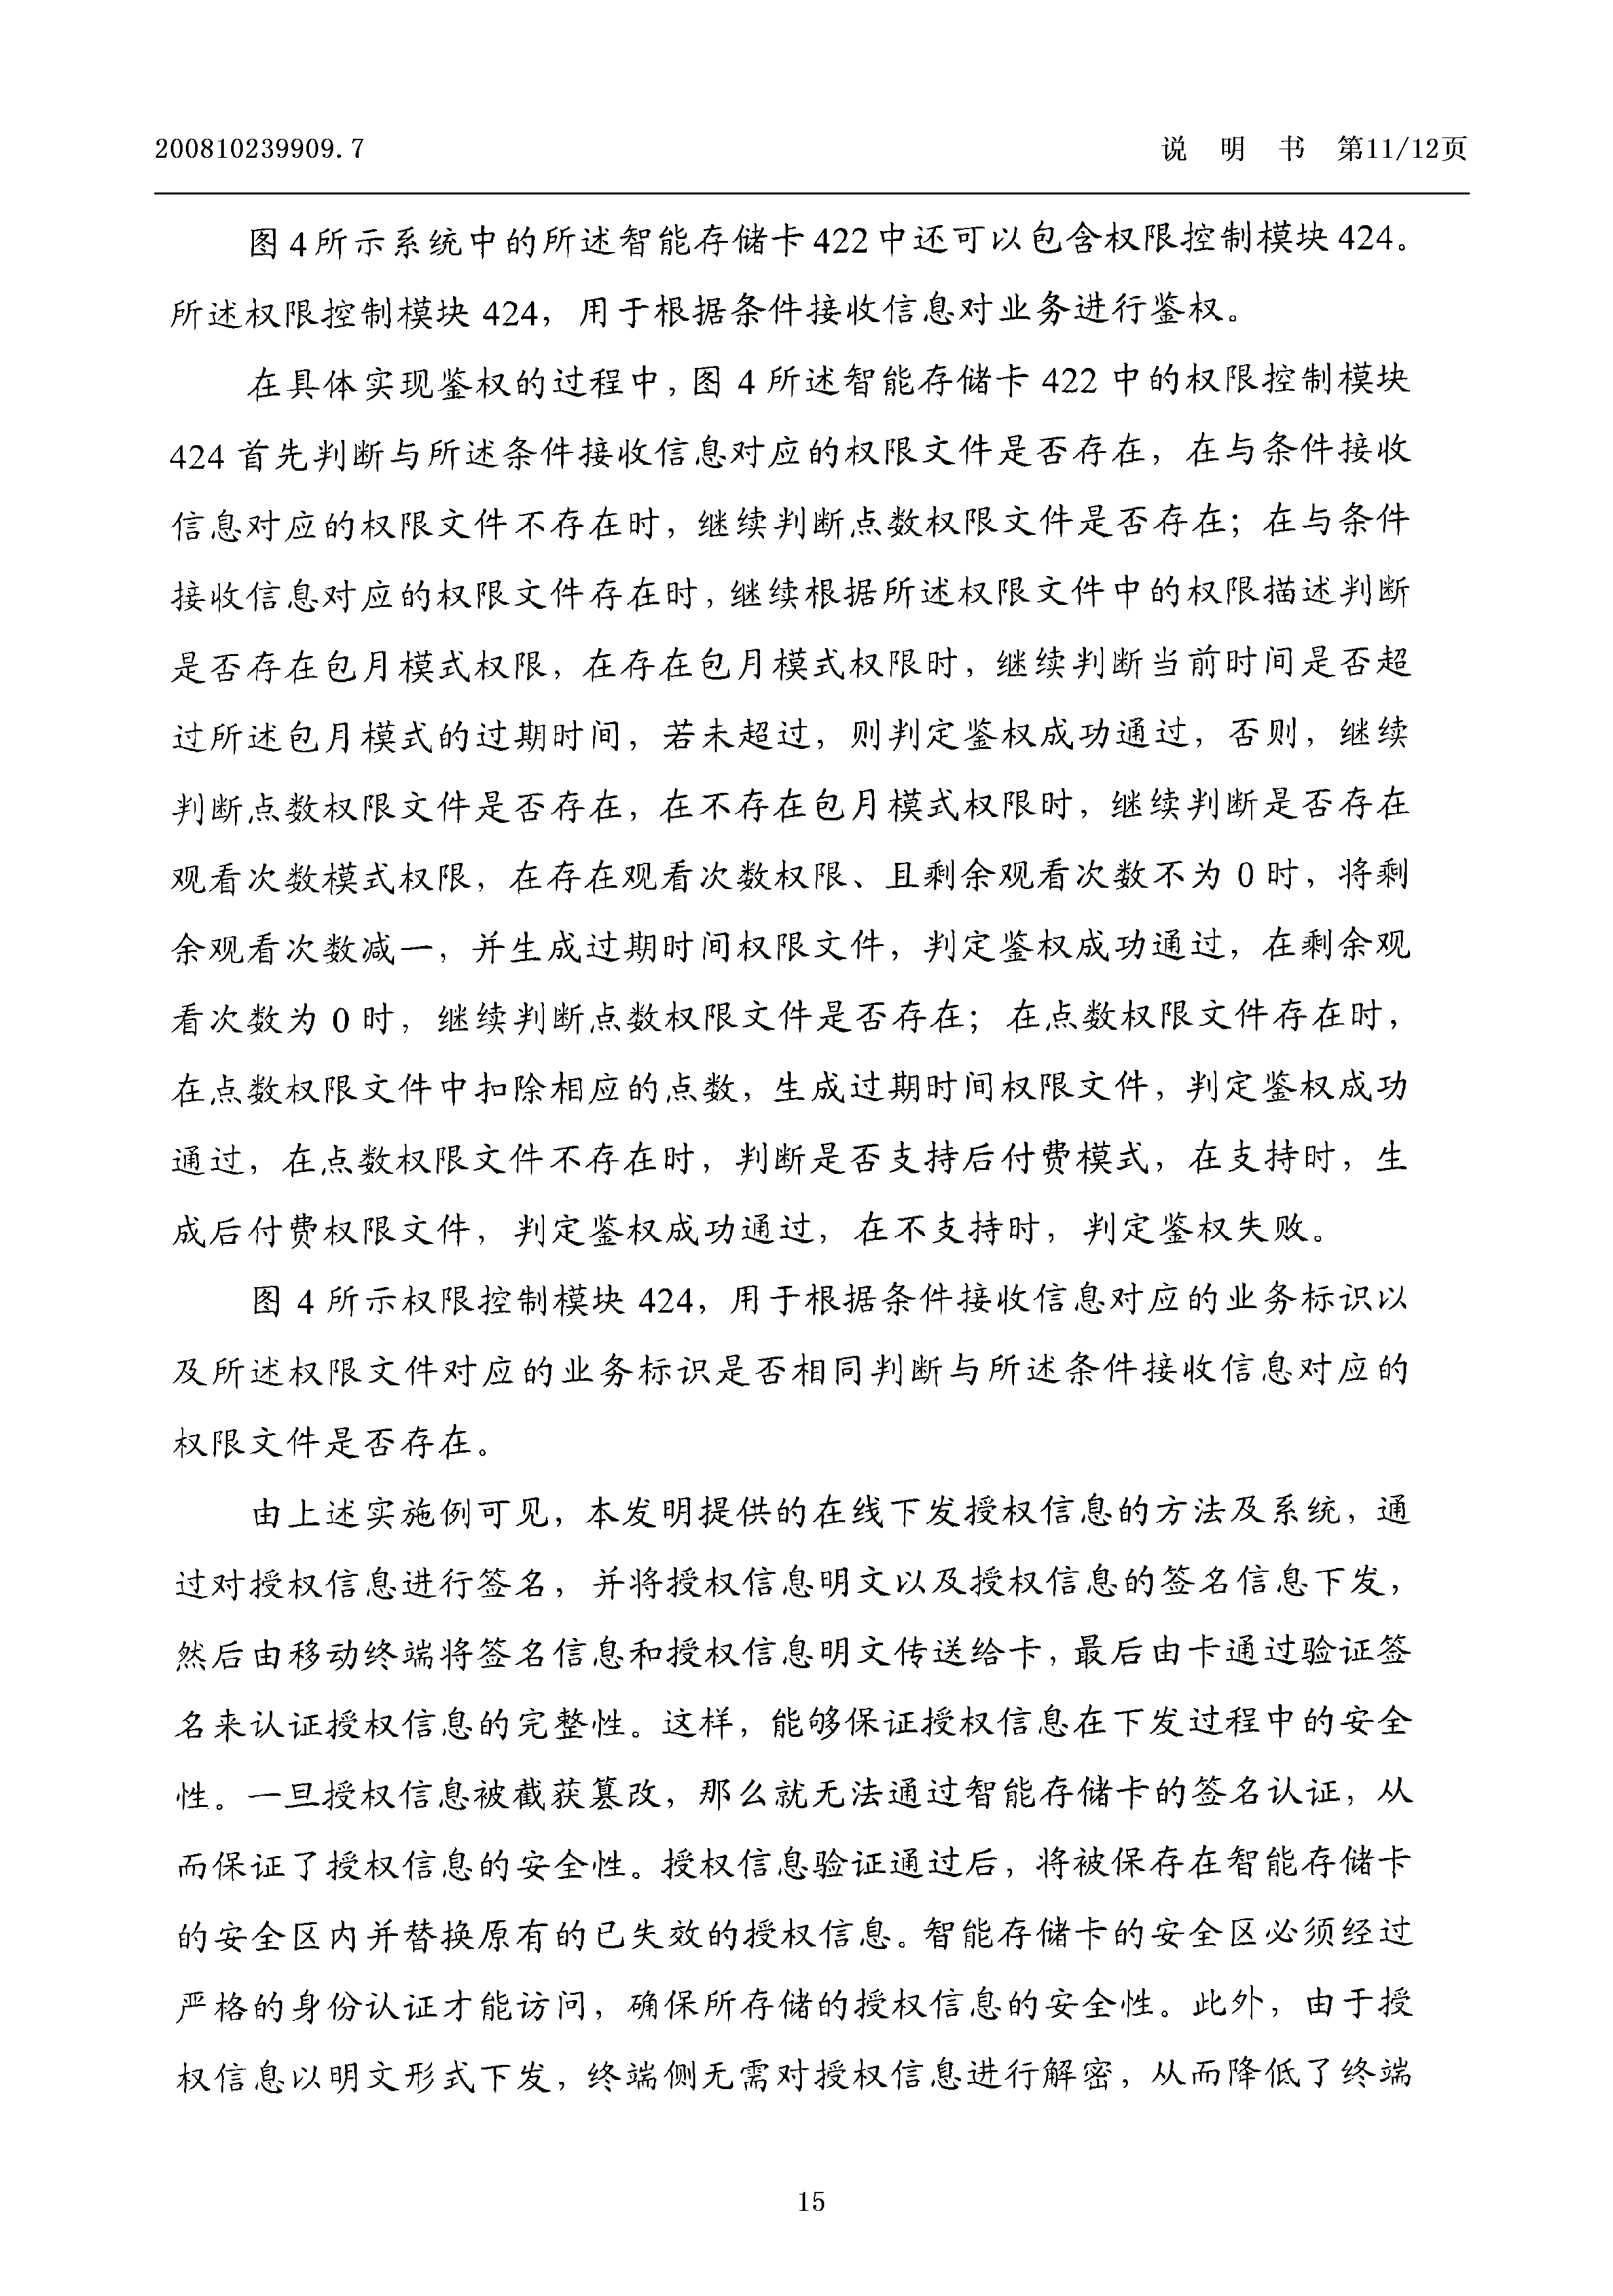 200810239909.7 说 明 书 第11/12页
图4所示系统中的所述智能存储卡422中还可以包含权限控制模块424。
所述权限控制模块424，用于根据条件接收信息对业务进行鉴权。
在具体实现鉴权的过程中，图4所述智能存储卡422中的权限控制模块
424首先判断与所述条件接收信息对应的权限文件是否存在，在与条件接收
信息对应的权限文件不存在时，继续判断点数权限文件是否存在；在与条件
接收信息对应的权限文件存在时，继续根据所述权限文件中的权限描述判断
是否存在包月模式权限，在存在包月模式权限时，继续判断当前时间是否超
过所述包月模式的过期时间，若未超过，则判定鉴权成功通过，否则，继续
判断点数权限文件是否存在，在不存在包月模式权限时，继续判断是否存在
观看次数模式权限，在存在观看次数权限、且剩余观看次数不为0时，将剩
余观看次数减一，并生成过期时间权限文件，判定鉴权成功通过，在剩余观
看次数为0时，继续判断点数权限文件是否存在；在点数权限文件存在时，
在点数权限文件中扣除相应的点数，生成过期时间权限文件，判定鉴权成功
通过，在点数权限文件不存在时，判断是否支持后付费模式，在支持时，生
成后付费权限文件，判定鉴权成功通过，在不支持时，判定鉴权失败。
图4所示权限控制模块424，用于根据条件接收信息对应的业务标识以
及所述权限文件对应的业务标识是否相同判断与所述条件接收信息对应的
权限文件是否存在。
由上述实施例可见，本发明提供的在线下发授权信息的方法及系统，通
过对授权信息进行签名，并将授权信息明文以及授权信息的签名信息下发，
然后由移动终端将签名信息和授权信息明文传送给卡，最后由卡通过验证签
名来认证授权信息的完整性。这样，能够保证授权信息在下发过程中的安全
性。一旦授权信息被截获篡改，那么就无法通过智能存储卡的签名认证，从
而保证了授权信息的安全性。授权信息验证通过后，将被保存在智能存储卡
的安全区内并替换原有的已失效的授权信息。智能存储卡的安全区必须经过
严格的身份认证才能访问，确保所存储的授权信息的安全性。此外，由于授
权信息以明文形式下发，终端侧无需对授权信息进行解密，从而降低了终端
15